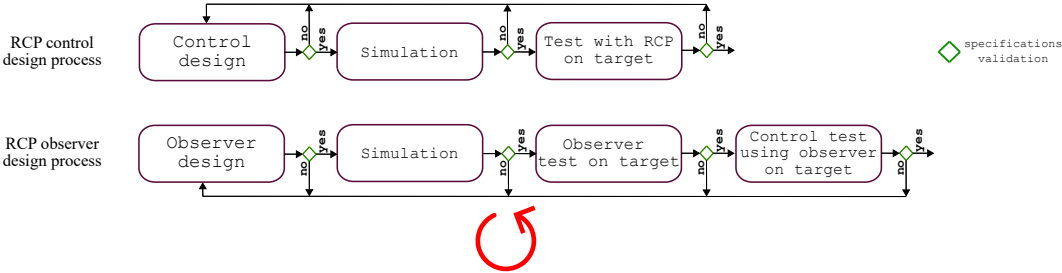 RCP control
design process
Control
design
no
yes
Simulation
no
yes
Test with RCP
on target
no
yes
specifications
validation
RCP observer
design process
Observer
design
yes
no
Simulation
yes
no
Observer
test on target
yes
no
Control test
using observer
on target
yes
no